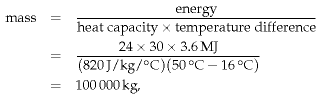 mass = energy / heat capacity × temperature difference
= 24 × 30 × 3.6 MJ / (820 J/kg/°C)(50 °C − 16 °C)
= 100 000 kg,